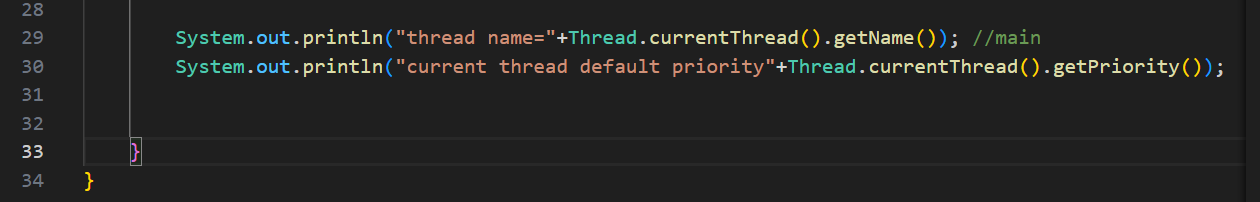 28
29 System.out.println("thread name="+Thread.currentThread().getName()); //main
30 System.out.println("current thread default priority"+Thread.currentThread().getPriority());
31
32
33 }
34 }